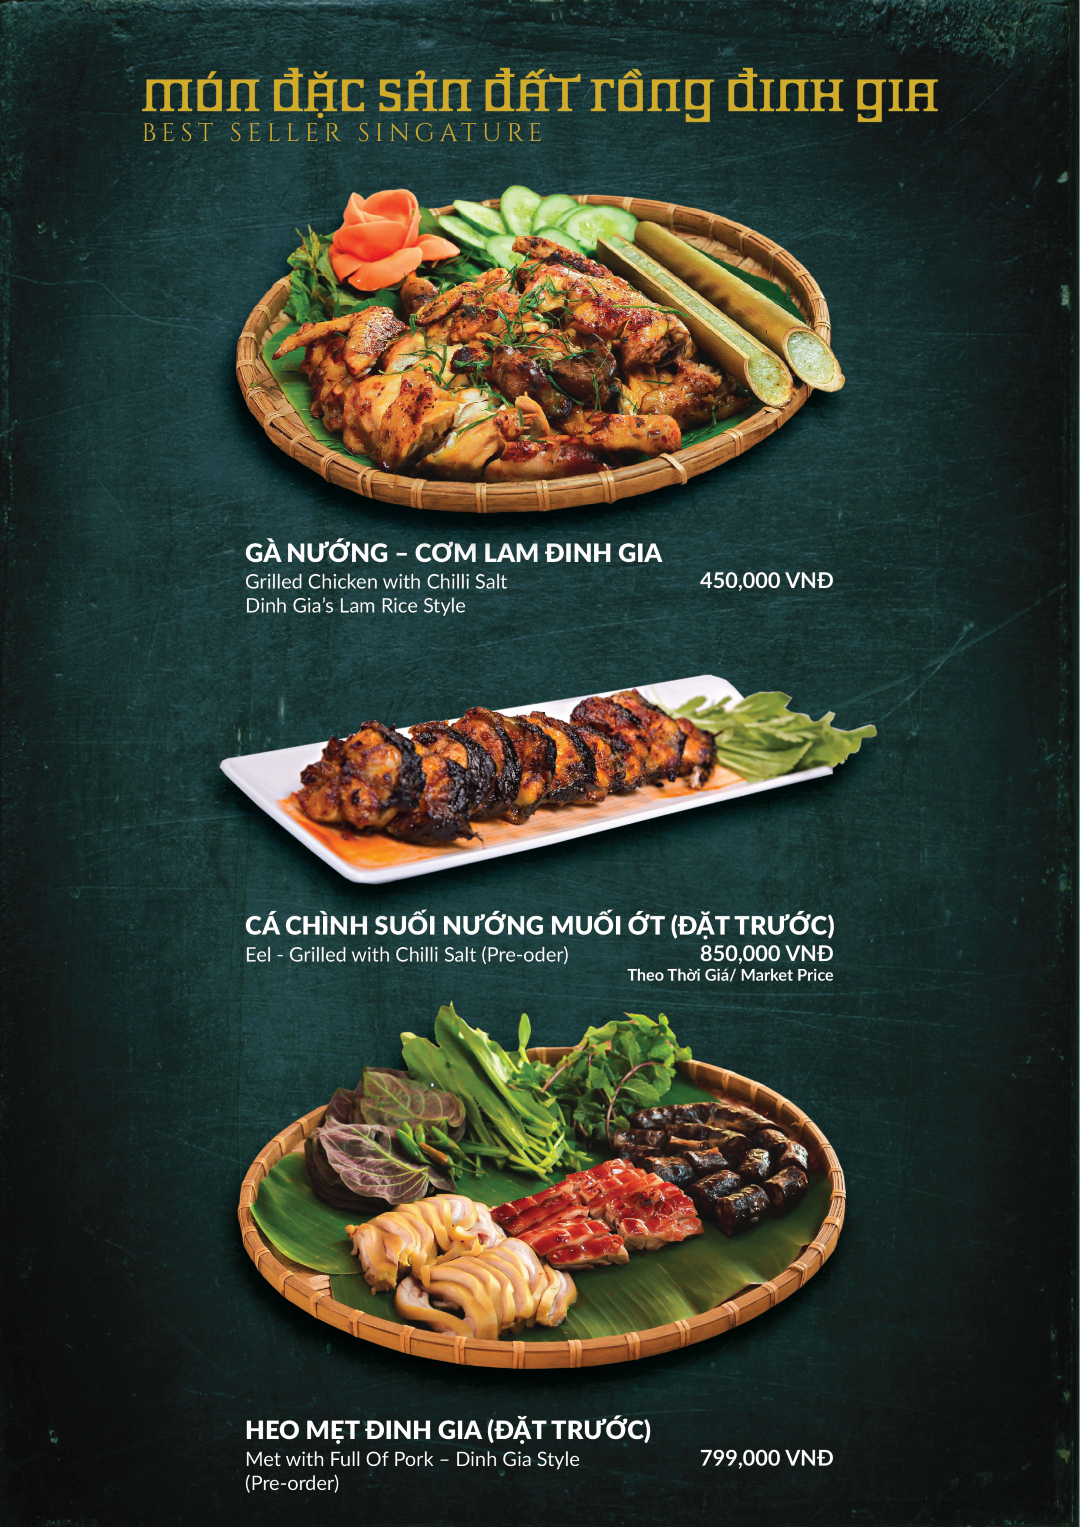 MÓN ĐẶC SẢN ĐẤT RỒNG ĐINH GIA
BEST SELLER SINGATURE
GÀ NƯỚNG – CƠM LAM ĐINH GIA
Grilled Chicken with Chilli Salt 450,000 VNĐ
Dinh Gia's Lam Rice Style
CÁ CHÌNH SUỐI NƯỚNG MUỐI ỚT (ĐẶT TRƯỚC)
Eel - Grilled with Chilli Salt (Pre-oder) 850,000 VNĐ
Theo Thời Giá/ Market Price
HEO MẸT ĐINH GIA (ĐẶT TRƯỚC)
Met with Full Of Pork – Dinh Gia Style 799,000 VNĐ
(Pre-order)